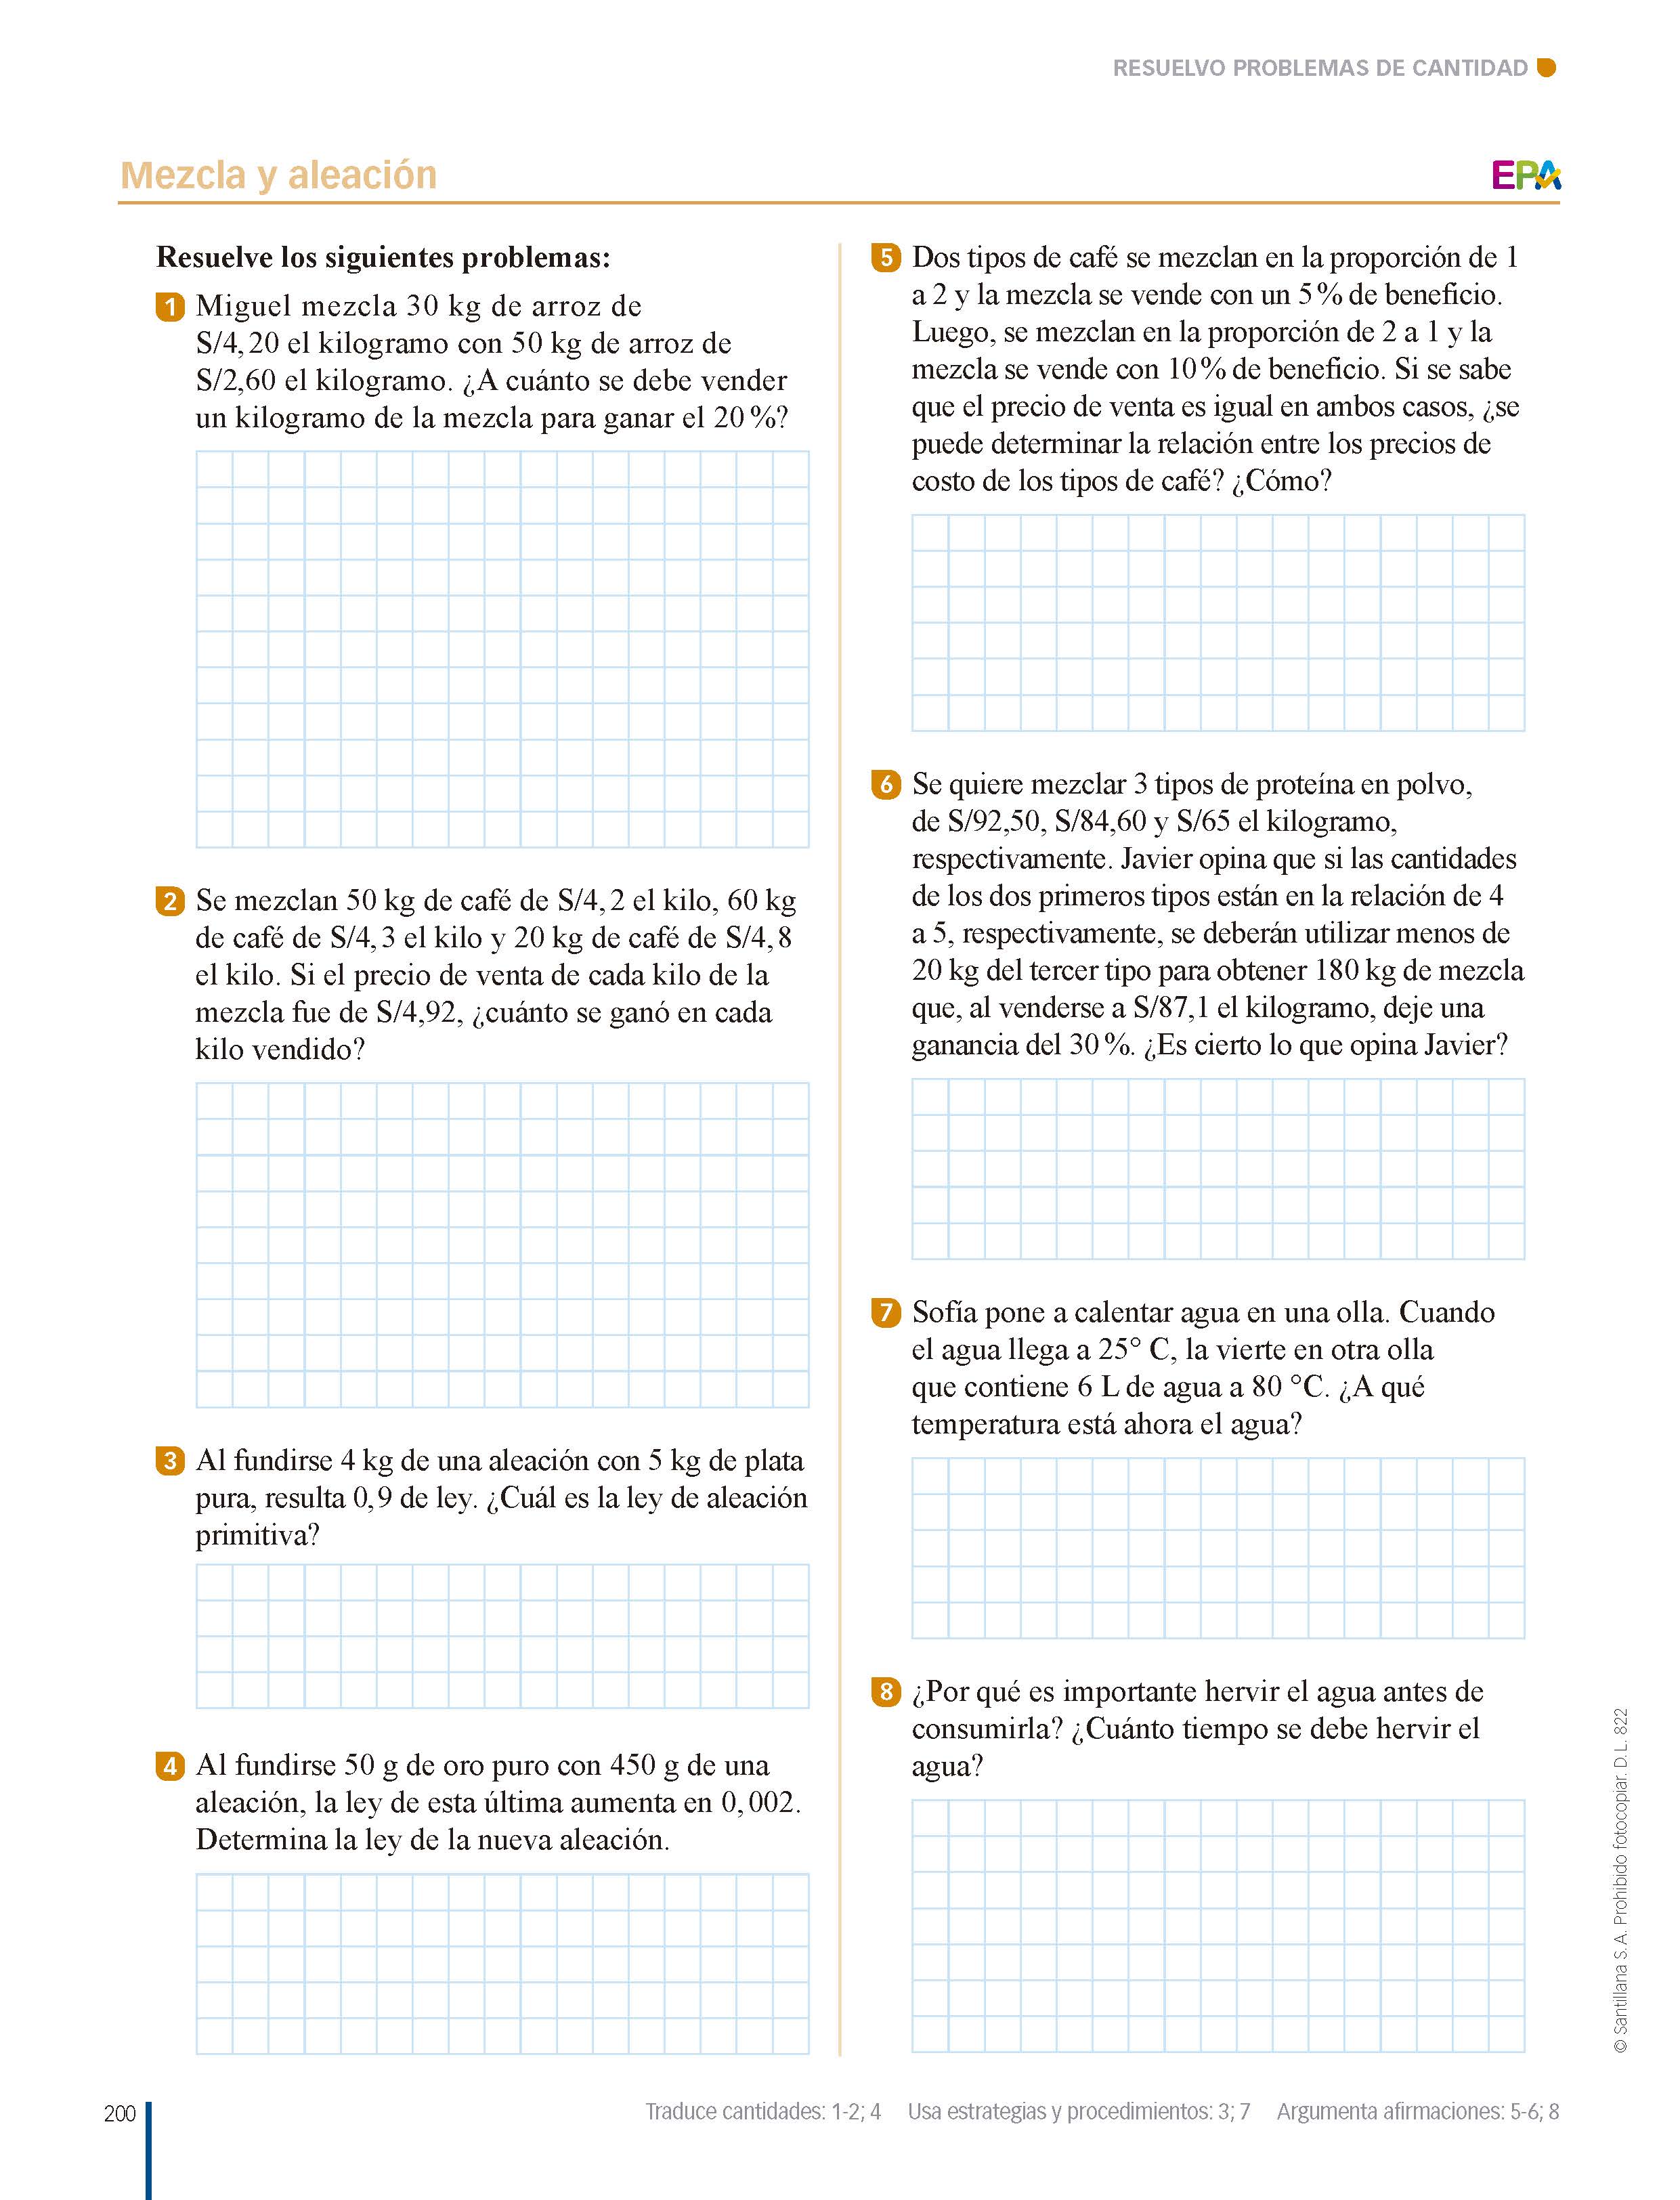 RESUELVO PROBLEMAS DE CANTIDAD
Mezcla y aleación
EPA
Resuelve los siguientes problemas:
1 Miguel mezcla 30 kg de arroz de
S/4,20 el kilogramo con 50 kg de arroz de
S/2,60 el kilogramo. ¿A cuánto se debe vender
un kilogramo de la mezcla para ganar el 20 %?
2 Se mezclan 50 kg de café de S/4,2 el kilo, 60 kg
de café de S/4,3 el kilo y 20 kg de café de S/4,8
el kilo. Si el precio de venta de cada kilo de la
mezcla fue de S/4,92, ¿cuánto se ganó en cada
kilo vendido?
3 Al fundirse 4 kg de una aleación con 5 kg de plata
pura, resulta 0,9 de ley. ¿Cuál es la ley de aleación
primitiva?
4 Al fundirse 50 g de oro puro con 450 g de una
aleación, la ley de esta última aumenta en 0,002.
Determina la ley de la nueva aleación.
5 Dos tipos de café se mezclan en la proporción de 1
a 2 y la mezcla se vende con un 5 % de beneficio.
Luego, se mezclan en la proporción de 2 a 1 y la
mezcla se vende con 10 % de beneficio. Si se sabe
que el precio de venta es igual en ambos casos, ¿se
puede determinar la relación entre los precios de
costo de los tipos de café? ¿Cómo?
6 Se quiere mezclar 3 tipos de proteína en polvo,
de S/92,50, S/84,60 y S/65 el kilogramo,
respectivamente. Javier opina que si las cantidades
de los dos primeros tipos están en la relación de 4
a 5, respectivamente, se deberán utilizar menos de
20 kg del tercer tipo para obtener 180 kg de mezcla
que, al venderse a S/87,1 el kilogramo, deje una
ganancia del 30 %. ¿Es cierto lo que opina Javier?
7 Sofía pone a calentar agua en una olla. Cuando
el agua llega a 25° C, la vierte en otra olla
que contiene 6 L de agua a 80 °C. ¿A qué
temperatura está ahora el agua?
8 ¿Por qué es importante hervir el agua antes de
consumirla? ¿Cuánto tiempo se debe hervir el
agua?
© Santillana S. A. Prohibido fotocopiar. D. L. 822
200
Traduce cantidades: 1-2; 4 Usa estrategias y procedimientos: 3; 7 Argumenta afirmaciones: 5-6; 8